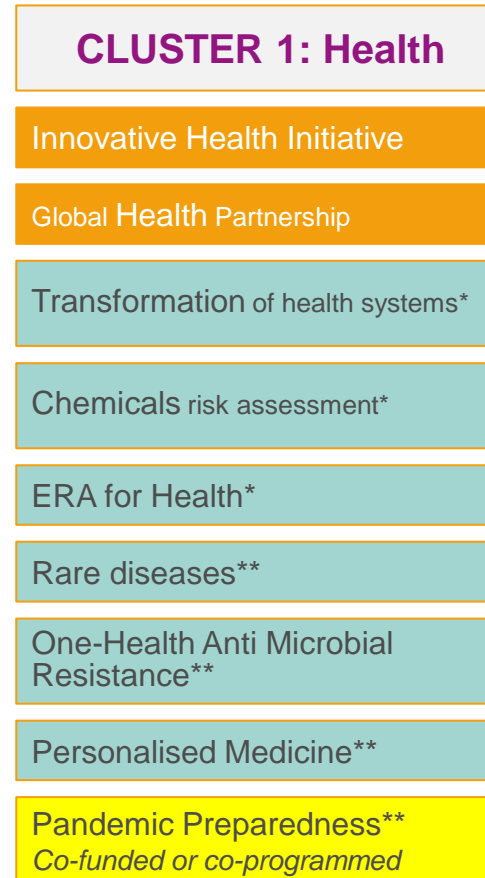 CLUSTER 1: Health
Innovative Health Initiative
Global Health Partnership
Transformation of health systems*
Chemicals risk assessment*
ERA for Health*
Rare diseases**
One-Health Anti Microbial
Resistance**
Personalised Medicine**
Pandemic Preparedness**
Co-funded or co-programmed